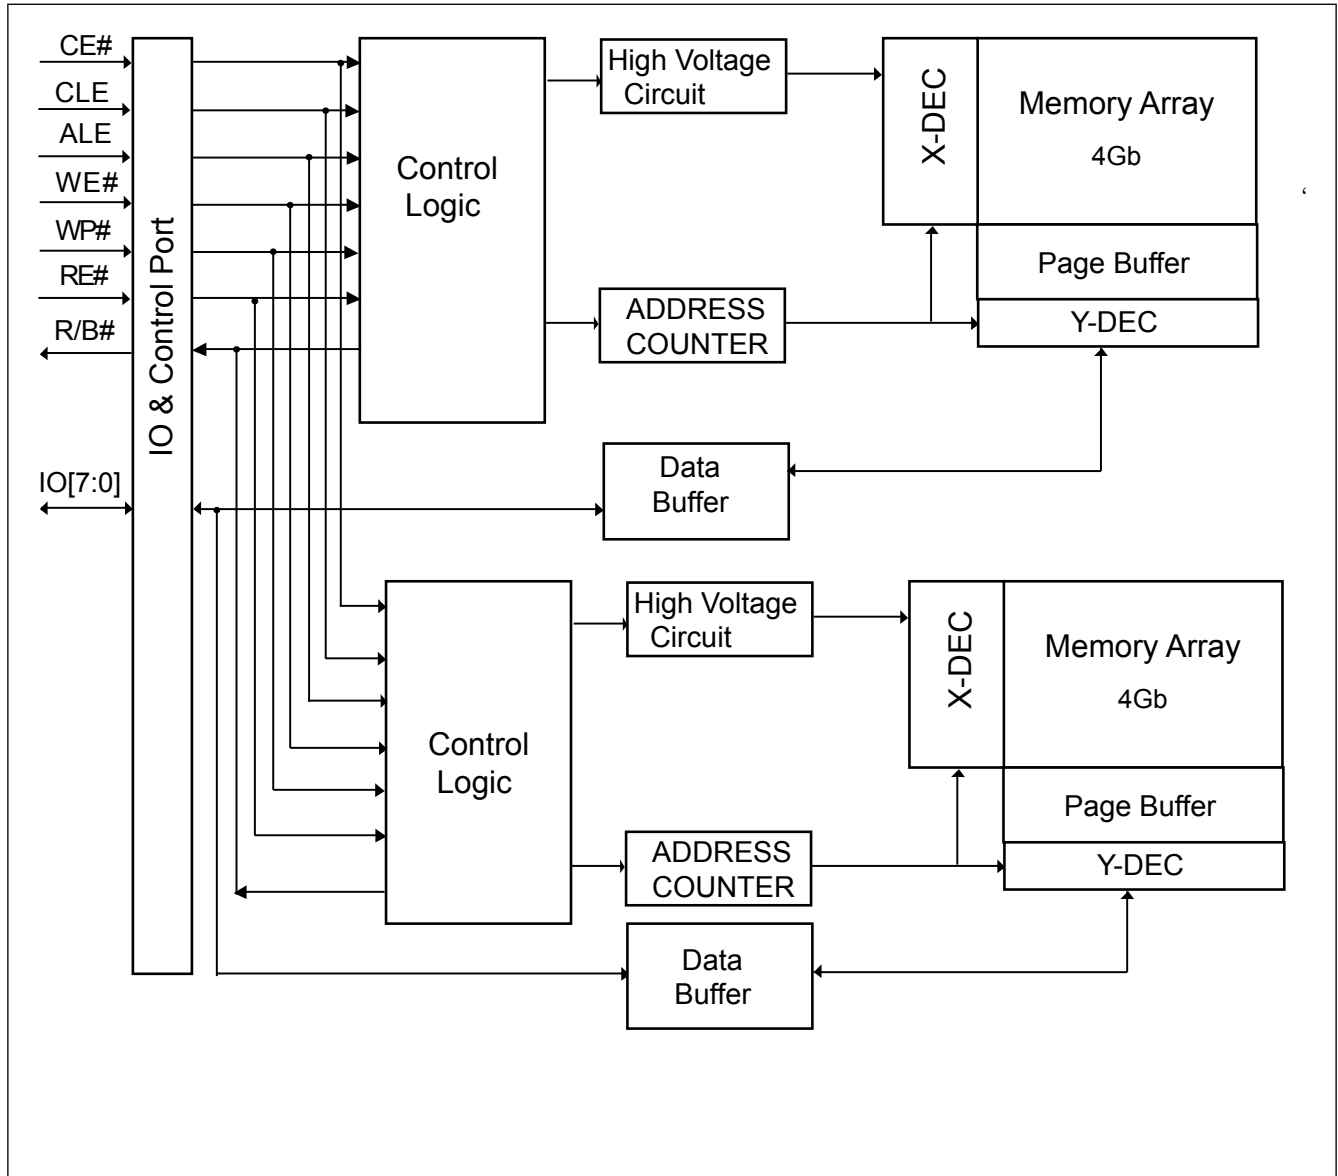 CE#
CLE
ALE
WE#
WP#
RE#
R/B#
IO[7:0]
IO & Control Port
Control
Logic
High Voltage
Circuit
ADDRESS
COUNTER
Data
Buffer
X-DEC
Memory Array
4Gb
Page Buffer
Y-DEC
‘
Control
Logic
High Voltage
Circuit
ADDRESS
COUNTER
Data
Buffer
X-DEC
Memory Array
4Gb
Page Buffer
Y-DEC